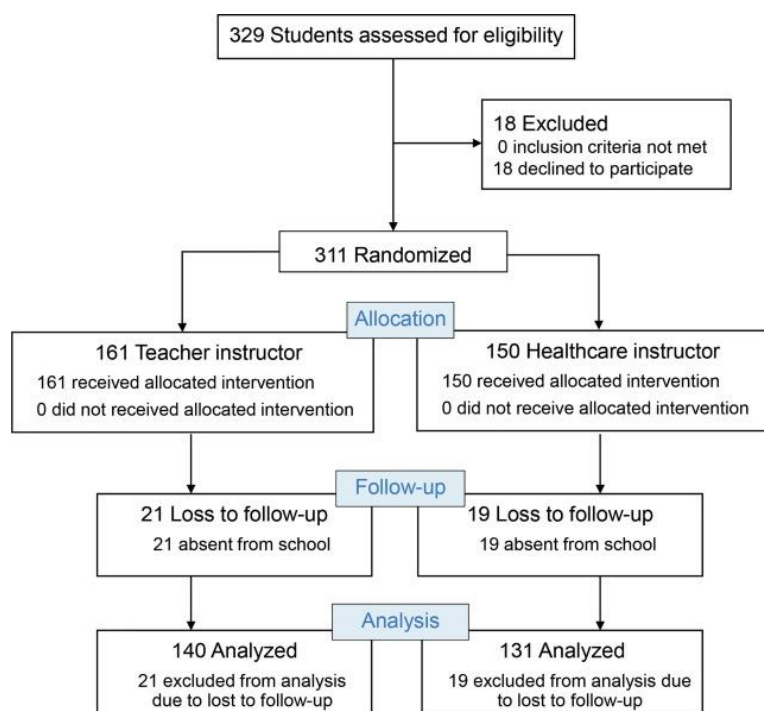 329 Students assessed for eligibility
18 Excluded
0 inclusion criteria not met
18 declined to participate
311 Randomized
Allocation
161 Teacher instructor
161 received allocated intervention
0 did not received allocated intervention
150 Healthcare instructor
150 received allocated intervention
0 did not receive allocated intervention
Follow-up
21 Loss to follow-up
21 absent from school
19 Loss to follow-up
19 absent from school
Analysis
140 Analyzed
21 excluded from analysis
due to lost to follow-up
131 Analyzed
19 excluded from analysis due
to lost to follow-up